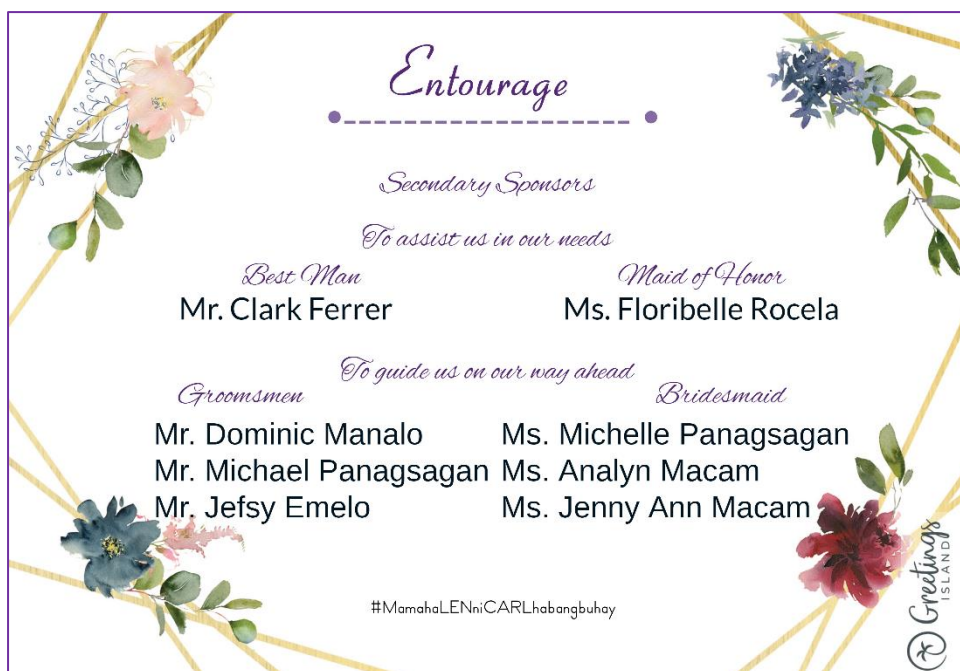 Entourage
Secondary Sponsors
To assist us in our needs
Best Man Maid of Honor
Mr. Clark Ferrer Ms. Floribelle Rocela
To guide us on our way ahead
Groomsmen Bridesmaid
Mr. Dominic Manalo Ms. Michelle Panagsagan
Mr. Michael Panagsagan Ms. Analyn Macam
Mr. Jefsy Emelo Ms. Jenny Ann Macam
#MamahaLENniCARLhabangbuhay
Greetings
ISLAND